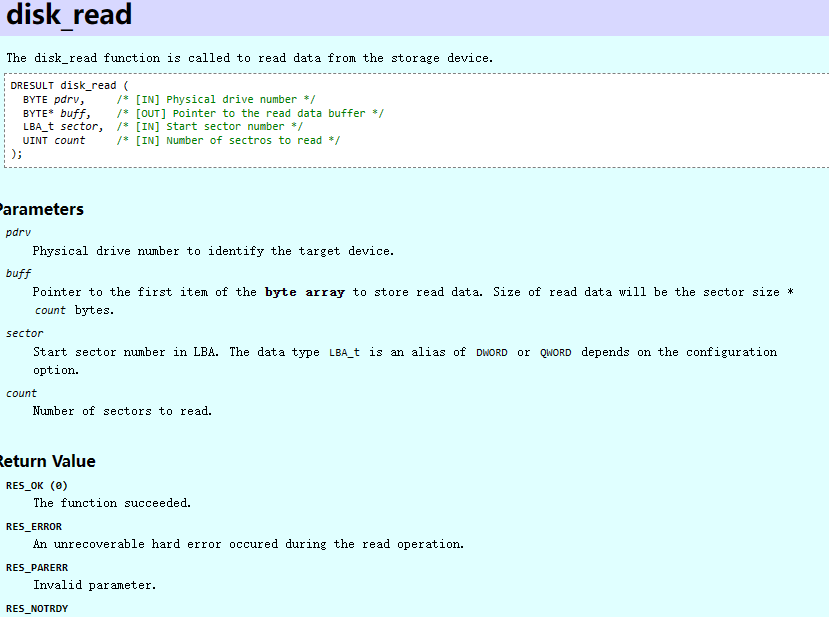 disk_read
The disk_read function is called to read data from the storage device.
DRESULT disk_read (
BYTE pdrv, /* [IN] Physical drive number */
BYTE* buff, /* [OUT] Pointer to the read data buffer */
LBA_t sector, /* [IN] Start sector number */
UINT count /* [IN] Number of sectros to read */
);
Parameters
pdrv
Physical drive number to identify the target device.
buff
Pointer to the first item of the byte array to store read data. Size of read data will be the sector size *
count bytes.
sector
Start sector number in LBA. The data type LBA_t is an alias of DWORD or QWORD depends on the configuration
option.
count
Number of sectors to read.
Return Value
RES_OK (0)
The function succeeded.
RES_ERROR
An unrecoverable hard error occured during the read operation.
RES_PARERR
Invalid parameter.
RES_NOTRDY